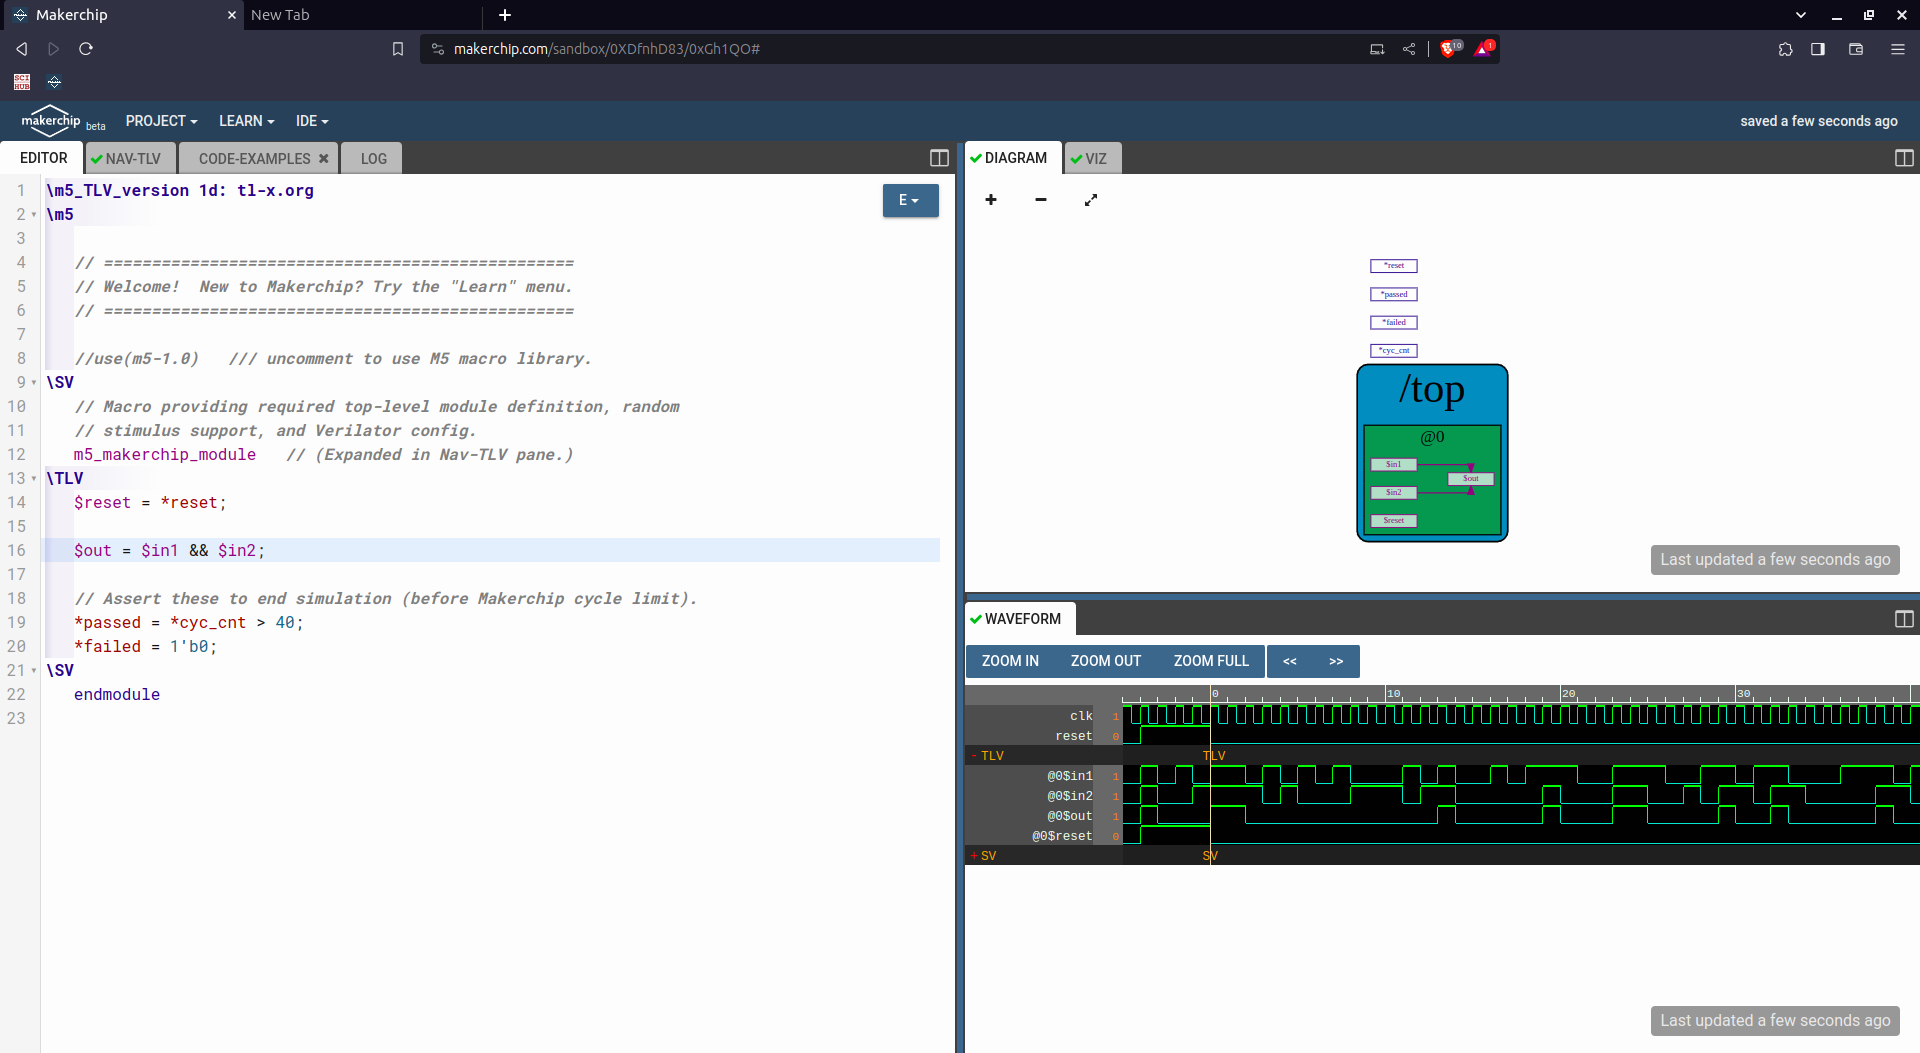 Makerchip
New Tab
makerchip.com/sandbox/0XDfnhD83/0xGh1QO#
10
1
SCI
HUB
makerchip beta PROJECT LEARN IDE saved a few seconds ago
EDITOR NAV-TLV CODE-EXAMPLES LOG
E
1 \m5_TLV_version 1d: tl-x.org
2 \m5
3
4 // =================================================
5 // Welcome!  New to Makerchip? Try the "Learn" menu.
6 // =================================================
7
8 //use(m5-1.0)   /// uncomment to use M5 macro library.
9 \SV
10 // Macro providing required top-level module definition, random
11 // stimulus support, and Verilator config.
12 m5_makerchip_module   // (Expanded in Nav-TLV pane.)
13 \TLV
14 $reset = *reset;
15
16 $out = $in1 && $in2;
17
18 // Assert these to end simulation (before Makerchip cycle limit).
19 *passed = *cyc_cnt > 40;
20 *failed = 1'b0;
21 \SV
22 endmodule
23
DIAGRAM VIZ
*reset
*passed
*failed
*cyc_cnt
/top
@0
$in1
$out
$in2
$reset
Last updated a few seconds ago
WAVEFORM
ZOOM IN ZOOM OUT ZOOM FULL << >>
0 10 20 30
clk 1
reset 0
- TLV TLV
@0$in1 1
@0$in2 1
@0$out 1
@0$reset 0
+ SV SV
Last updated a few seconds ago